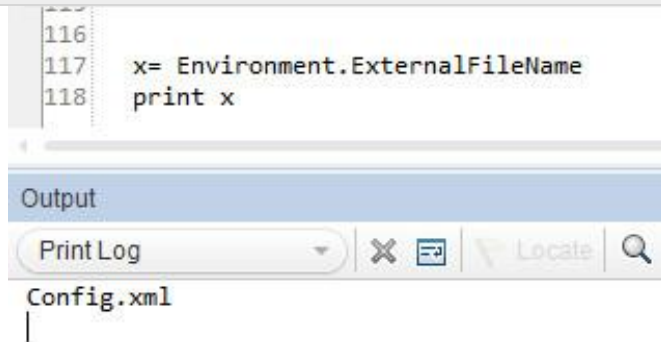 116
117 x= Environment.ExternalFileName
118 print x
Output
Print Log Locate
Config.xml